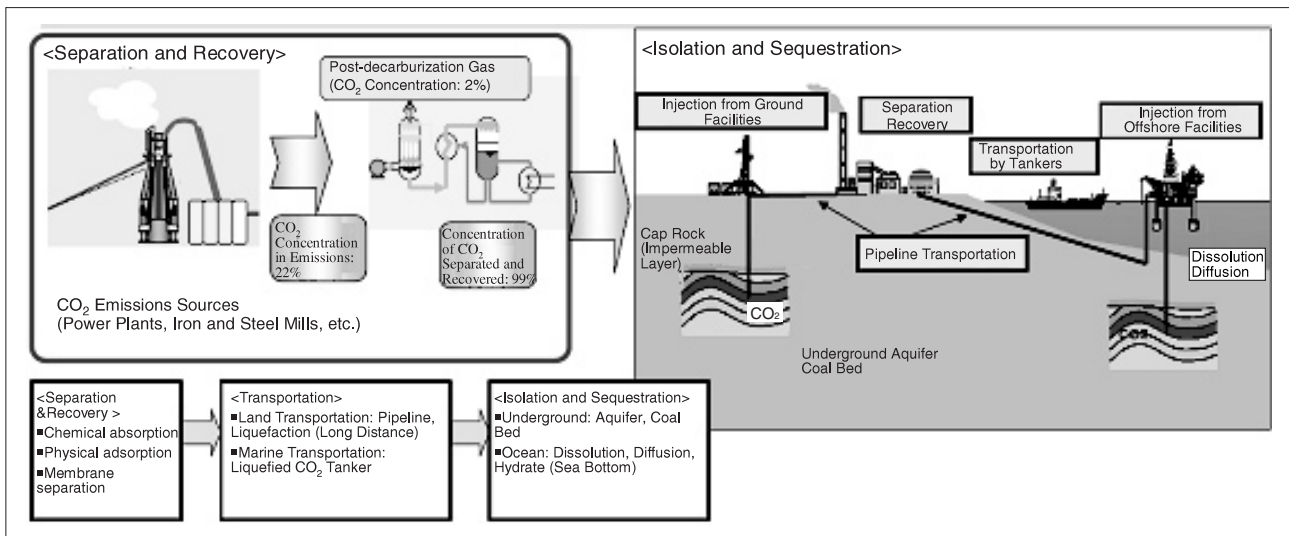 <Separation and Recovery>
Post-decarburization Gas
(CO₂ Concentration: 2%)
CO₂
Concentration
in Emissions:
22%
Concentration
of CO₂
Separated and
Recovered: 99%
CO₂ Emissions Sources
(Power Plants, Iron and Steel Mills, etc.)
<Isolation and Sequestration>
Injection from Ground
Facilities
Separation
Recovery
Injection from
Offshore Facilities
Transportation
by Tankers
Cap Rock
(Impermeable
Layer)
Pipeline Transportation
Dissolution
Diffusion
CO₂
CO2
Underground Aquifer
Coal Bed
<Separation
&Recovery >
▪Chemical absorption
▪Physical adsorption
▪Membrane
separation
<Transportation>
▪Land Transportation: Pipeline,
Liquefaction (Long Distance)
▪Marine Transportation:
Liquefied CO₂ Tanker
<Isolation and Sequestration>
▪Underground: Aquifer, Coal
Bed
▪Ocean: Dissolution, Diffusion,
Hydrate (Sea Bottom)